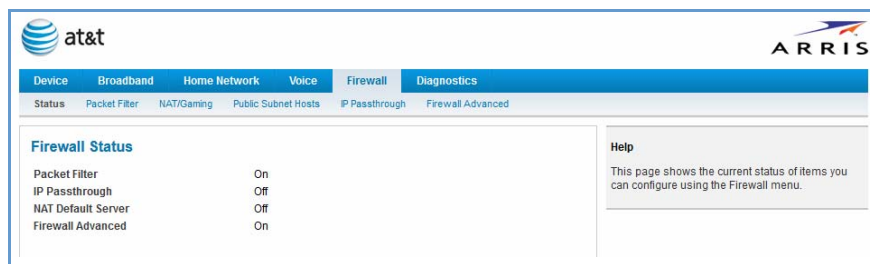 at&t
ARRIS
Device Broadband Home Network Voice Firewall Diagnostics
Status Packet Filter NAT/Gaming Public Subnet Hosts IP Passthrough Firewall Advanced
Firewall Status
Packet Filter On
IP Passthrough Off
NAT Default Server Off
Firewall Advanced On
Help
This page shows the current status of items you
can configure using the Firewall menu.